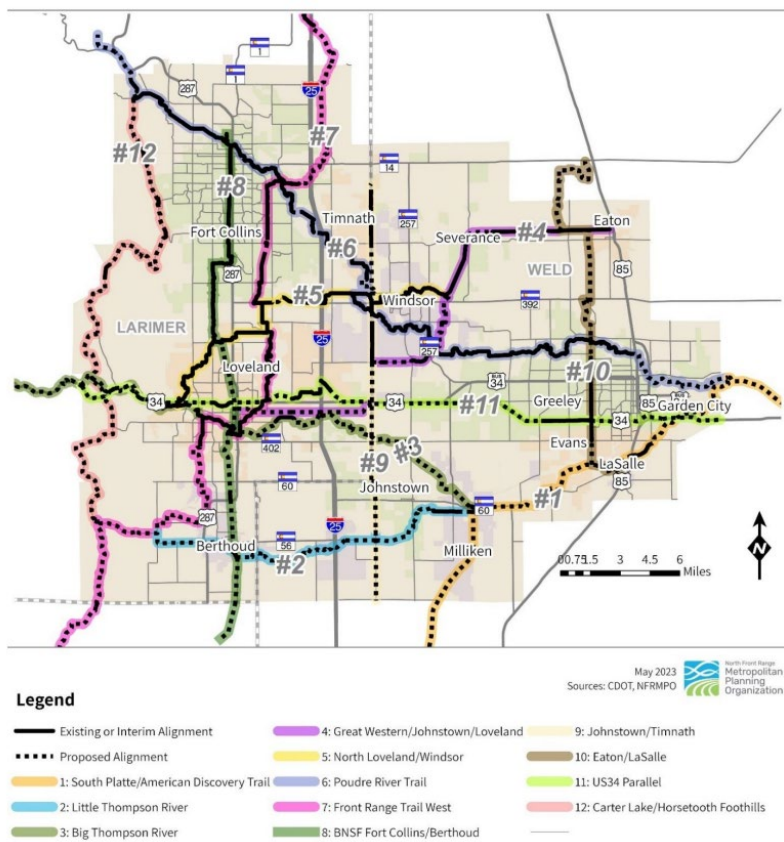 1
1
287
25
#7
#12
14
#8
Timnath
257
Fort Collins
#6
Severance
#4
Eaton
287
WELD
85
#5
Windsor
392
LARIMER
25
257
Loveland
BUS
34
#10
34
34
#11
Greeley
85
Garden City
34
402
Evans
#9
#3
LaSalle
60
Johnstown
85
287
60
#1
25
56
Berthoud
#2
Milliken
0 0.75 1.5 3 4.5 6
Miles
N
May 2023
Sources: CDOT, NFRMPO
North Front Range
Metropolitan
Planning
Organization
Legend
Existing or Interim Alignment
4: Great Western/Johnstown/Loveland
9: Johnstown/Timnath
Proposed Alignment
5: North Loveland/Windsor
10: Eaton/LaSalle
1: South Platte/American Discovery Trail
6: Poudre River Trail
11: US34 Parallel
2: Little Thompson River
7: Front Range Trail West
12: Carter Lake/Horsetooth Foothills
3: Big Thompson River
8: BNSF Fort Collins/Berthoud